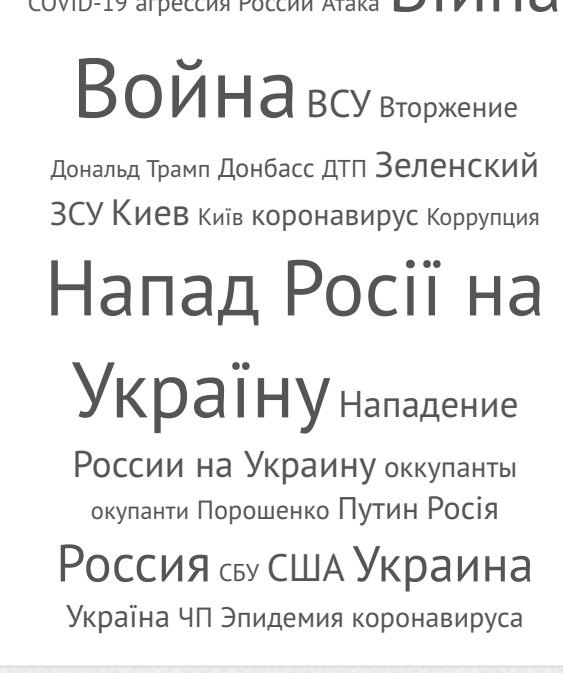 COVID-19 агрессия России Атака Війна
Война ВСУ Вторжение
Дональд Трамп Донбасс ДТП Зеленский
ЗСУ Киев Київ коронавирус Коррупция
Напад Росії на
Україну Нападение
России на Украину оккупанты
окупанти Порошенко Путин Росія
Россия СБУ США Украина
Україна ЧП Эпидемия коронавируса